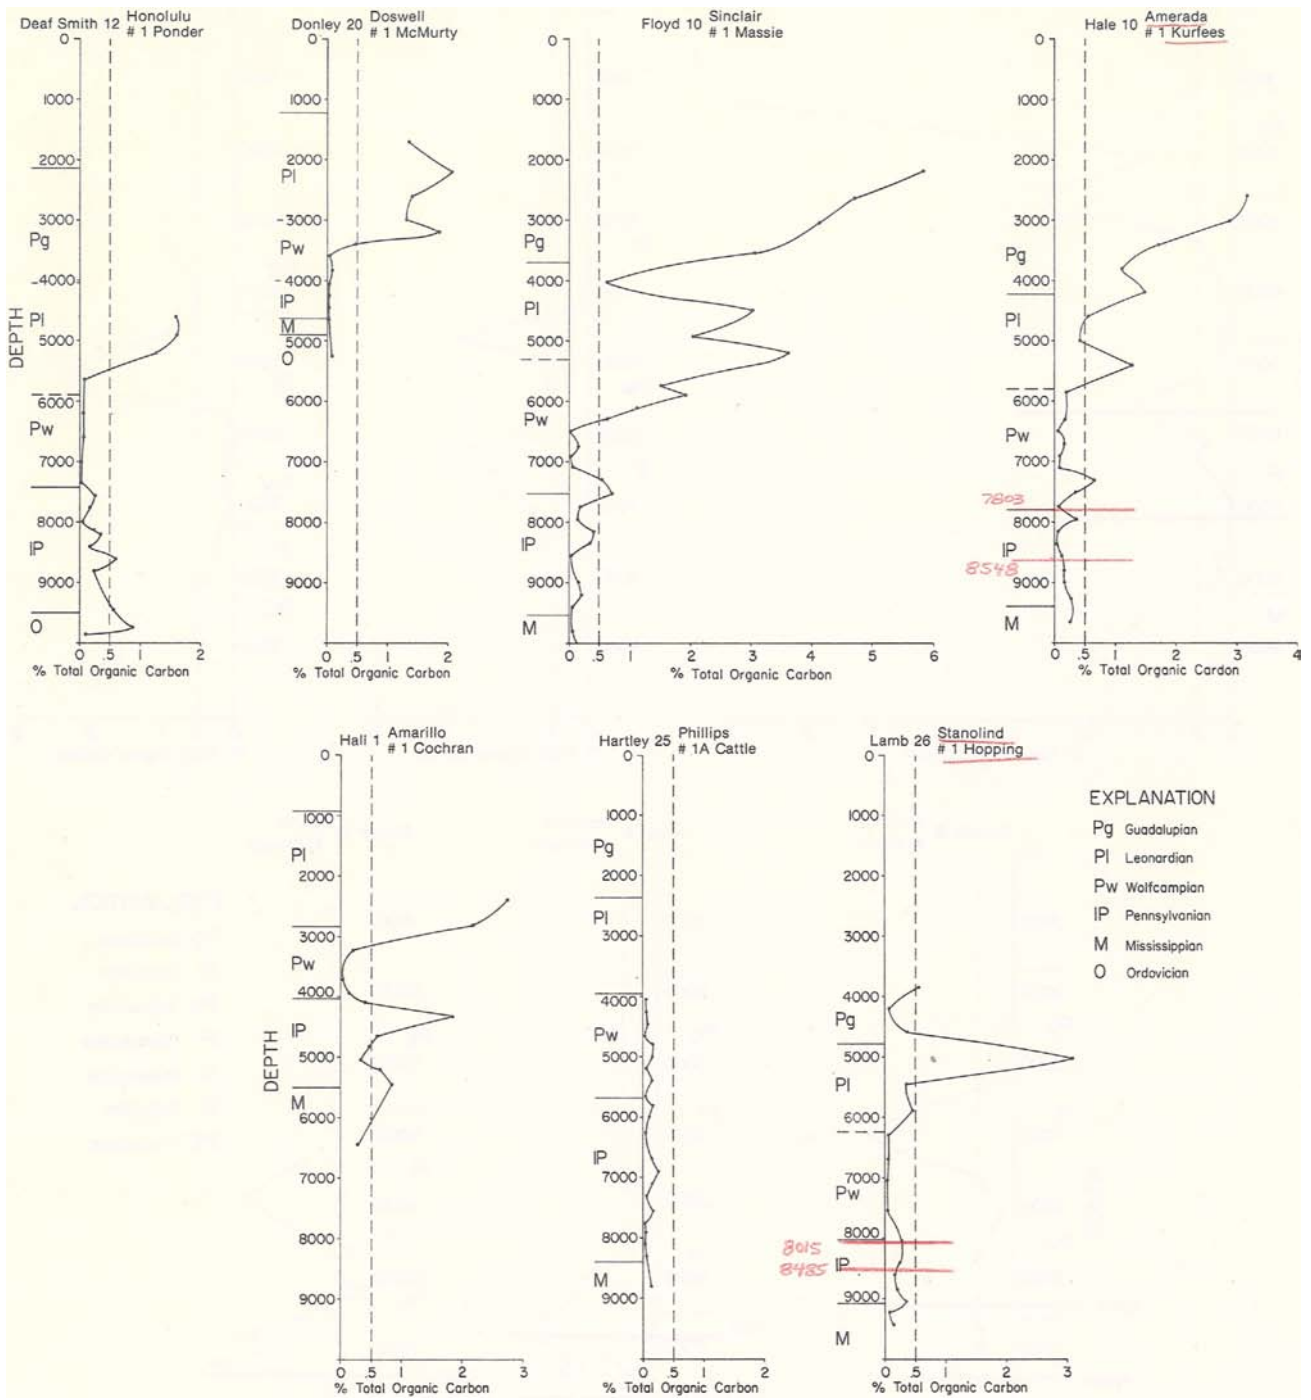 Deaf Smith 12 Honolulu # 1 Ponder
0
1000
2000
3000
4000
5000
6000
7000
8000
9000
DEPTH
Pg
Pl
Pw
IP
O
0 .5 1 2
% Total Organic Carbon
Donley 20 Doswell # 1 McMurty
0
1000
2000
3000
4000
5000
6000
7000
8000
9000
Pl
Pw
IP
M
O
0 .5 1 2
% Total Organic Carbon
Floyd 10 Sinclair # 1 Massie
0
1000
2000
3000
4000
5000
6000
7000
8000
9000
Pg
Pl
Pw
IP
M
0 .5 1 2 3 4 5 6
% Total Organic Carbon
Hale 10 Amerada # 1 Kurfees
0
1000
2000
3000
4000
5000
6000
7000
8000
9000
Pg
Pl
Pw
7803
IP
8548
M
0 .5 1 2 3 4
% Total Organic Cardon
Hall 1 Amarillo # 1 Cochran
0
1000
2000
3000
4000
5000
6000
7000
8000
9000
DEPTH
Pl
Pw
IP
M
0 .5 1 2 3
% Total Organic Carbon
Hartley 25 Phillips # 1A Cattle
0
1000
2000
3000
4000
5000
6000
7000
8000
9000
Pg
Pl
Pw
IP
M
0 .5 1 2
% Total Organic Carbon
Lamb 26 Stanolind # 1 Hopping
0
1000
2000
3000
4000
5000
6000
7000
8000
9000
Pg
Pl
Pw
8015
IP
8485
M
0 .5 1 2 3
% Total Organic Carbon
EXPLANATION
Pg Guadalupian
Pl Leonardian
Pw Wolfcampian
IP Pennsylvanian
M Mississippian
O Ordovician